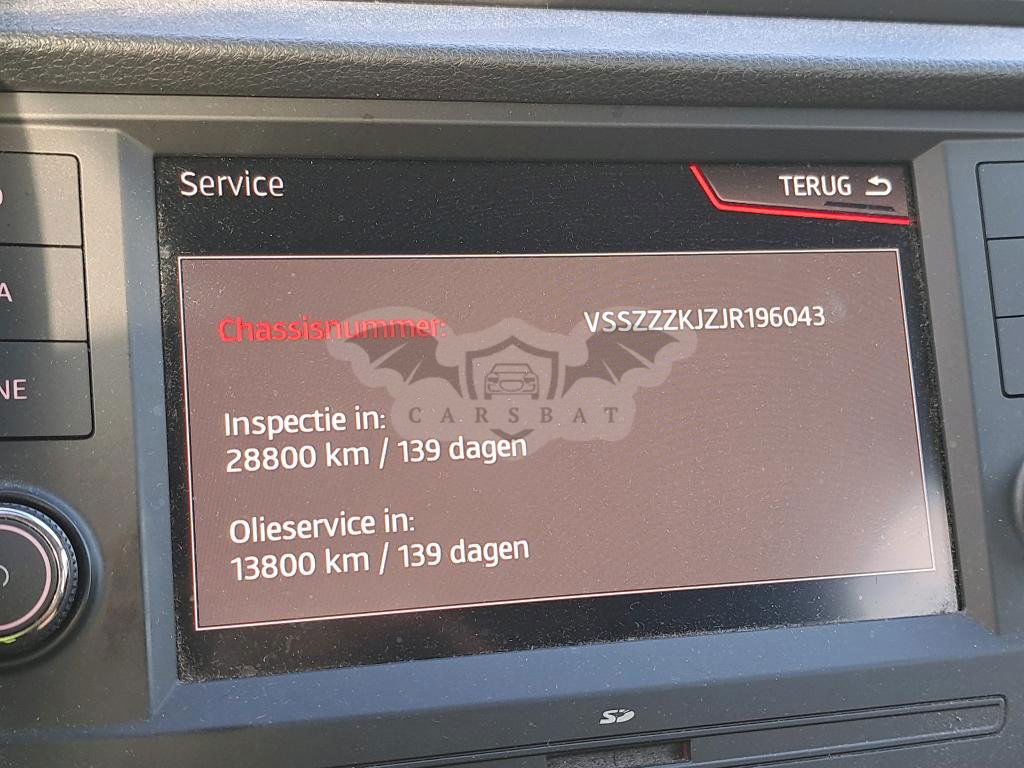 Service
TERUG
Chassisnummer: VSSZZZKJZJR196043
CARSBAT
Inspectie in:
28800 km / 139 dagen
Olieservice in:
13800 km / 139 dagen
A
NE
SD